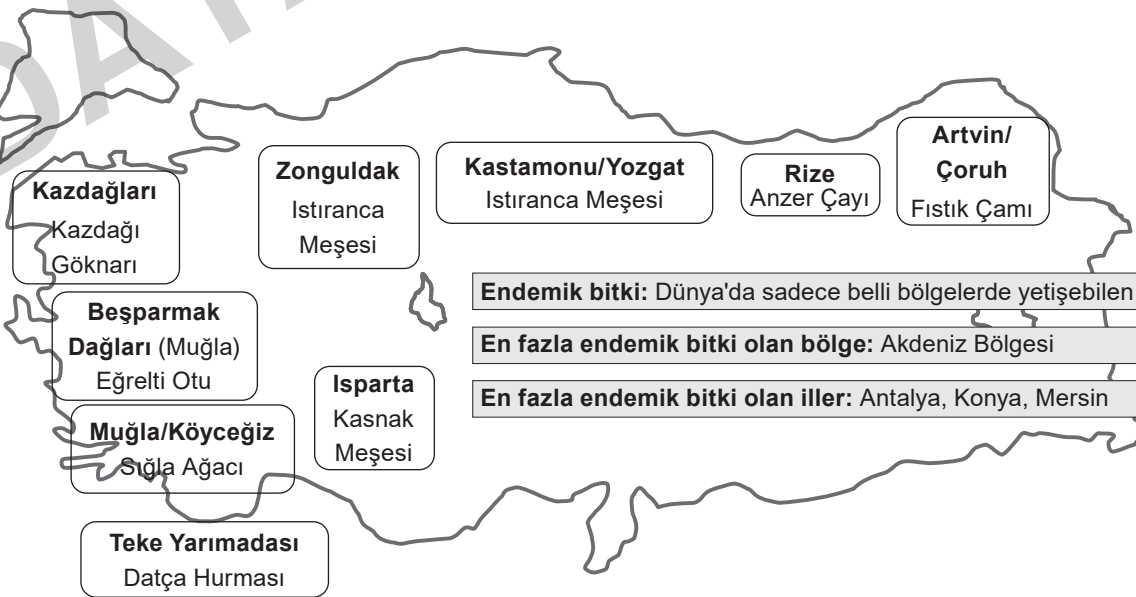 DATA
Kazdağları
Kazdağı
Göknarı
Zonguldak
Istıranca
Meşesi
Kastamonu/Yozgat
Istıranca Meşesi
Rize
Anzer Çayı
Artvin/
Çoruh
Fıstık Çamı
Beşparmak
Dağları (Muğla)
Eğrelti Otu
Muğla/Köyceğiz
Sığla Ağacı
Isparta
Kasnak
Meşesi
Teke Yarımadası
Datça Hurması
Endemik bitki: Dünya'da sadece belli bölgelerde yetişebilen
En fazla endemik bitki olan bölge: Akdeniz Bölgesi
En fazla endemik bitki olan iller: Antalya, Konya, Mersin